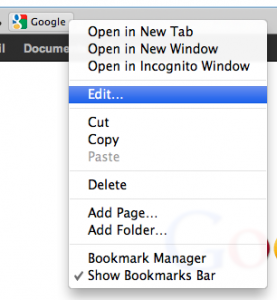 Google
Open in New Tab
Open in New Window
Open in Incognito Window
Docume
Edit...
Cut
Copy
Paste
Delete
Add Page...
Add Folder...
Bookmark Manager
Show Bookmarks Bar